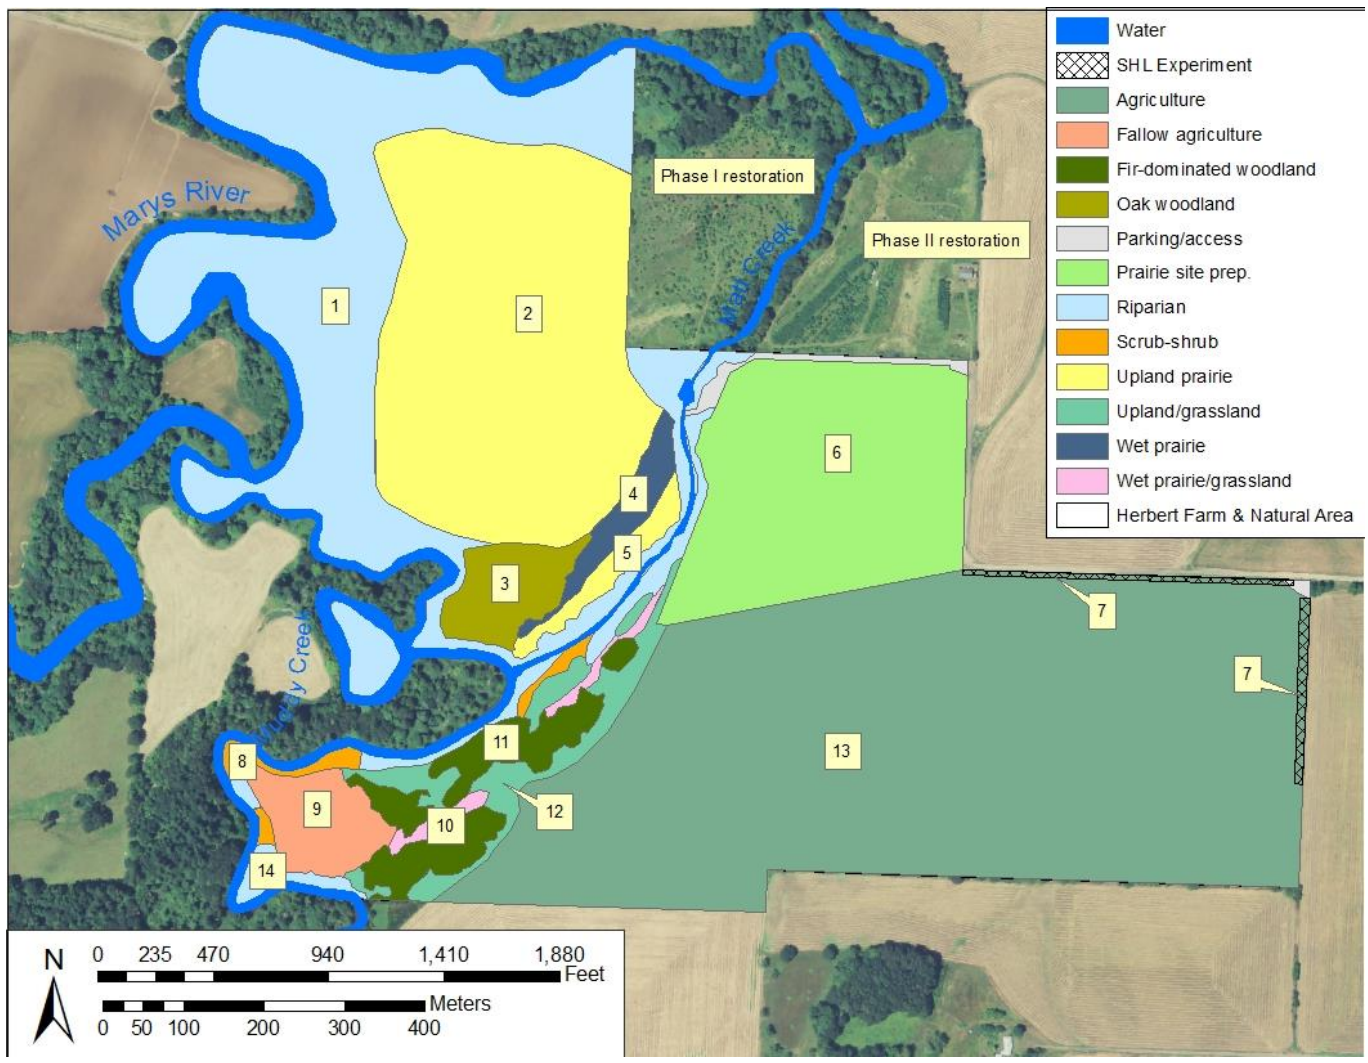 Water
SHL Experiment
Agriculture
Fallow agriculture
Fir-dominated woodland
Oak woodland
Parking/access
Prairie site prep.
Riparian
Scrub-shrub
Upland prairie
Upland/grassland
Wet prairie
Wet prairie/grassland
Herbert Farm & Natural Area
Phase I restoration
Marys River
Phase II restoration
Mad Creek
1
2
6
4
5
3
7
7
Muddy Creek
11
13
8
9
12
10
14
N
0 235 470 940 1,410 1,880
Feet
Meters
0 50 100 200 300 400